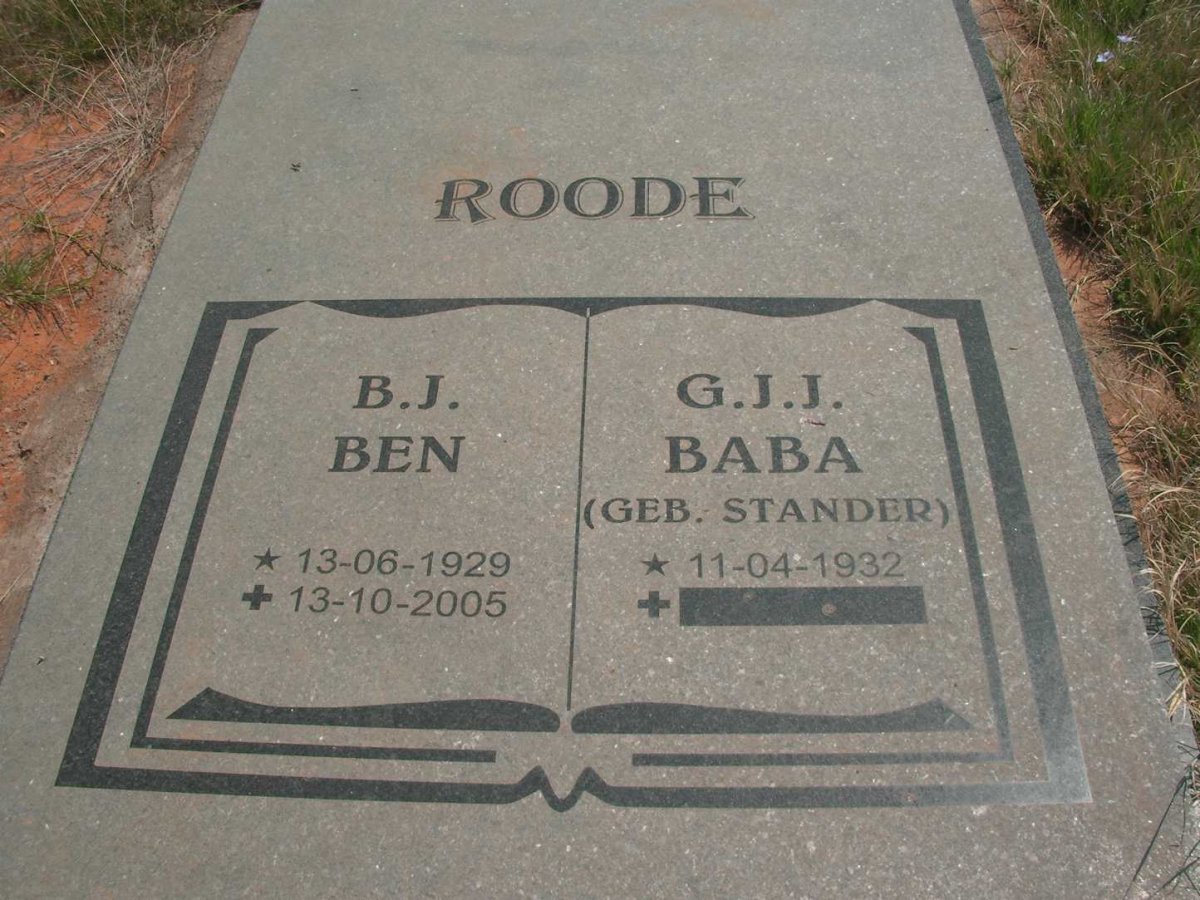 ROODE
B.J.
BEN
★ 13-06-1929
✚ 13-10-2005
G.J.J.
BABA
(GEB. STANDER)
★ 11-04-1932
✚